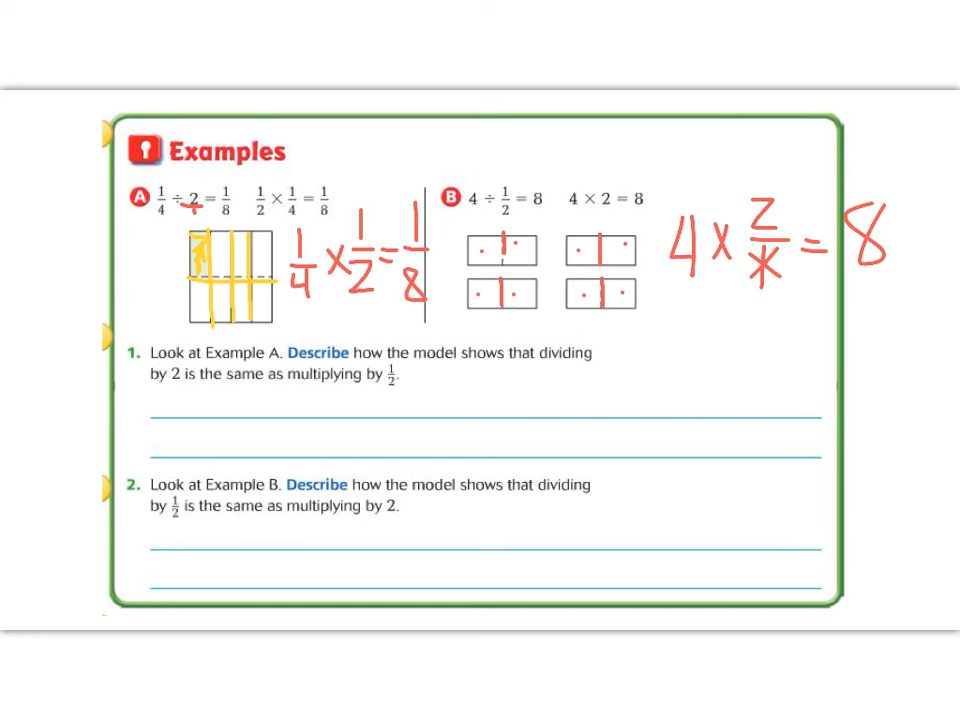 Examples
A 1/4 ÷ 2 = 1/8 1/2 × 1/4 = 1/8
1/4 × 1/2 = 1/8
B 4 ÷ 1/2 = 8 4 × 2 = 8
4 × 2/1 = 8
1. Look at Example A. Describe how the model shows that dividing
by 2 is the same as multiplying by 1/2.
2. Look at Example B. Describe how the model shows that dividing
by 1/2 is the same as multiplying by 2.